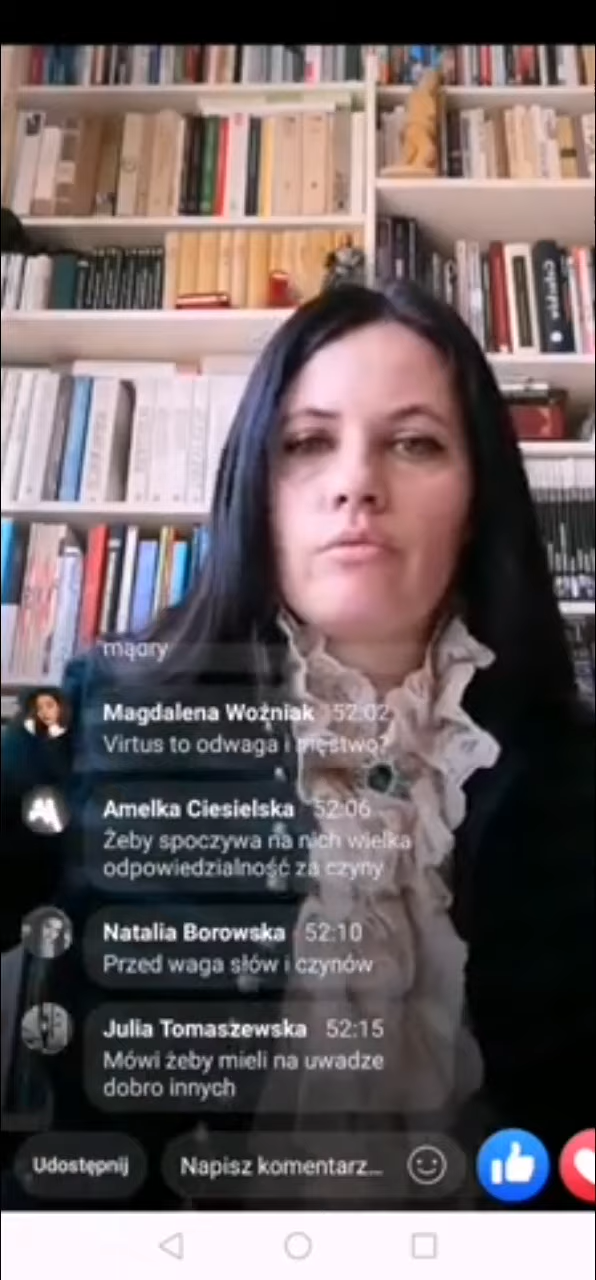 mądry
Magdalena Woźniak 52:02
Virtus to odwaga i męstwo?
Amelka Ciesielska 52:06
Żeby spoczywa na nich wielka
odpowiedzialność za czyny
Natalia Borowska 52:10
Przed waga słów i czynów
Julia Tomaszewska 52:15
Mówi żeby mieli na uwadze
dobro innych
Udostępnij
Napisz komentarz...